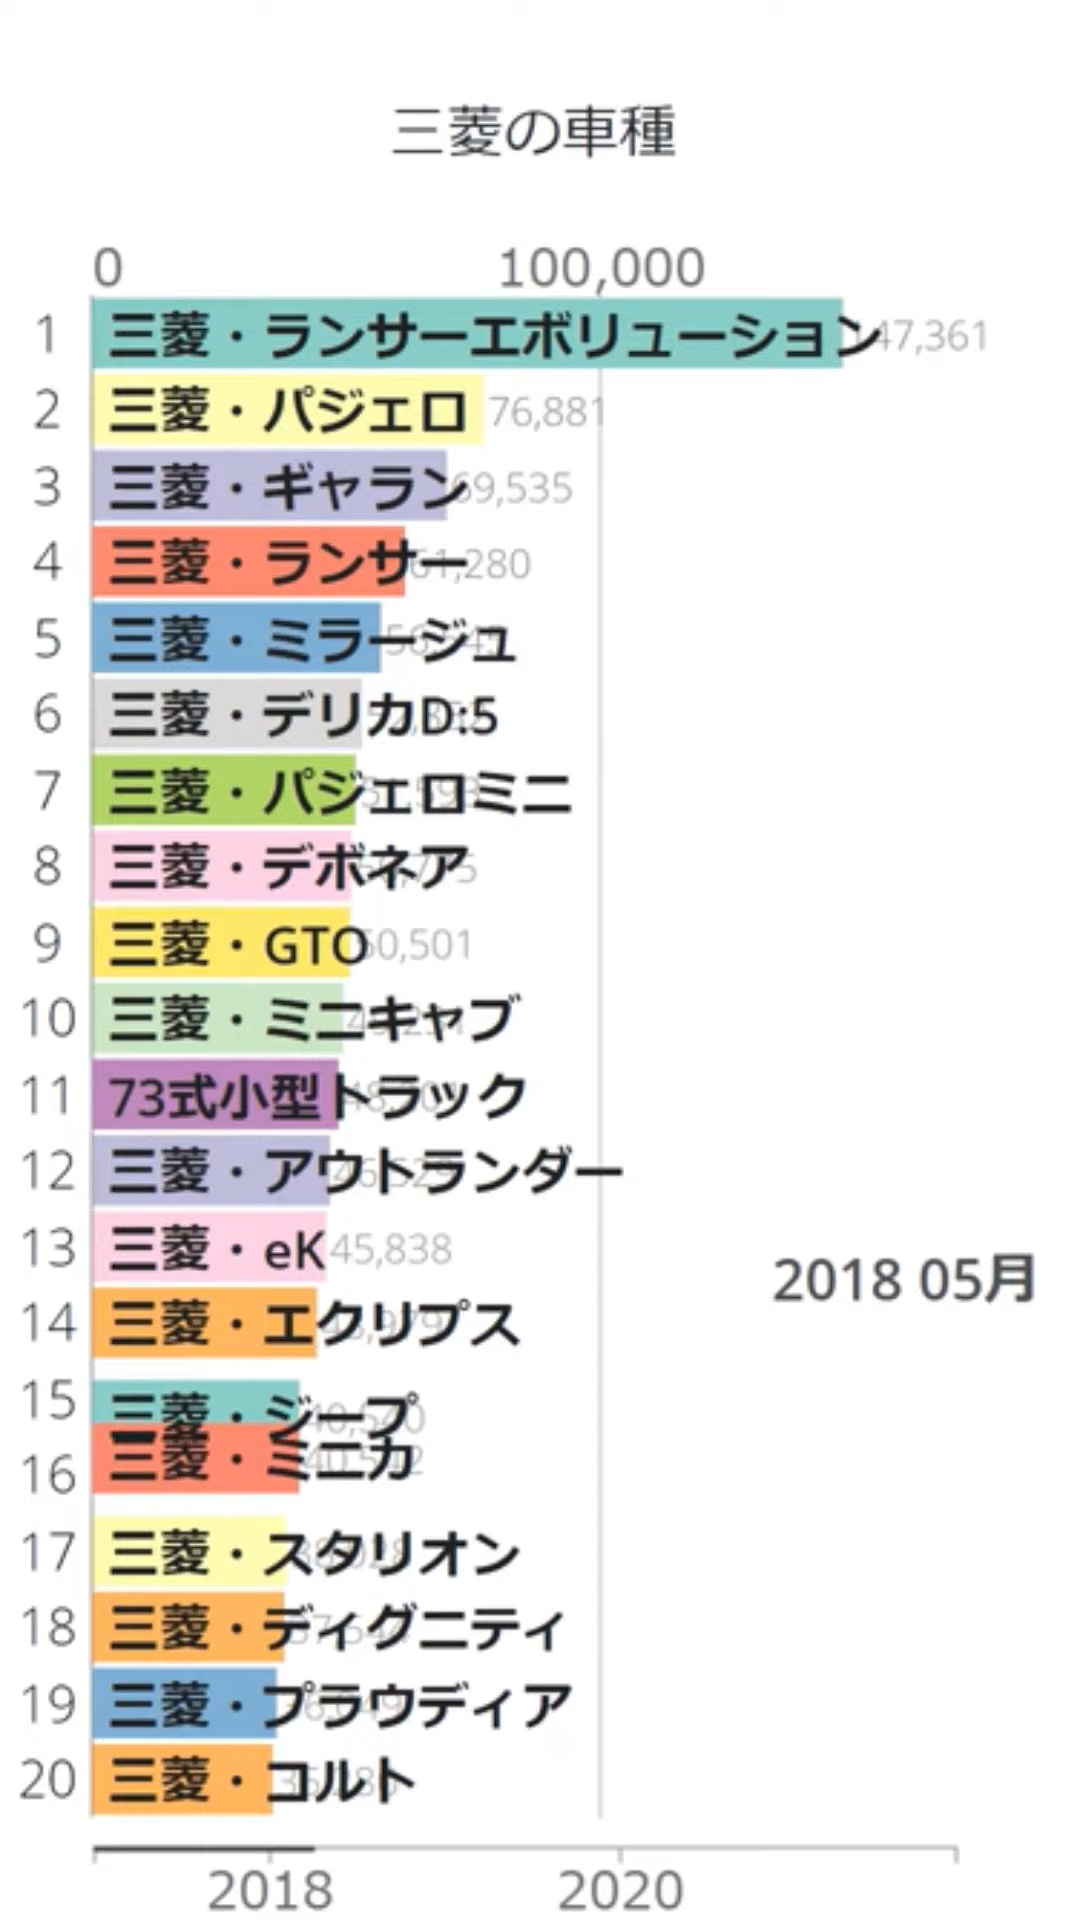 三菱の車種
0 100,000
1 三菱・ランサーエボリューション 47,361
2 三菱・パジェロ 76,881
3 三菱・ギャラン 69,535
4 三菱・ランサー 61,280
5 三菱・ミラージュ
6 三菱・デリカD:5
7 三菱・パジェロミニ
8 三菱・デボネア
9 三菱・GTO 50,501
10 三菱・ミニキャブ
11 73式小型トラック
12 三菱・アウトランダー
13 三菱・eK 45,838
2018 05月
14 三菱・エクリプス
15 三菱・ジープ
16 三菱・ミニカ
17 三菱・スタリオン
18 三菱・ディグニティ
19 三菱・プラウディア
20 三菱・コルト
2018 2020